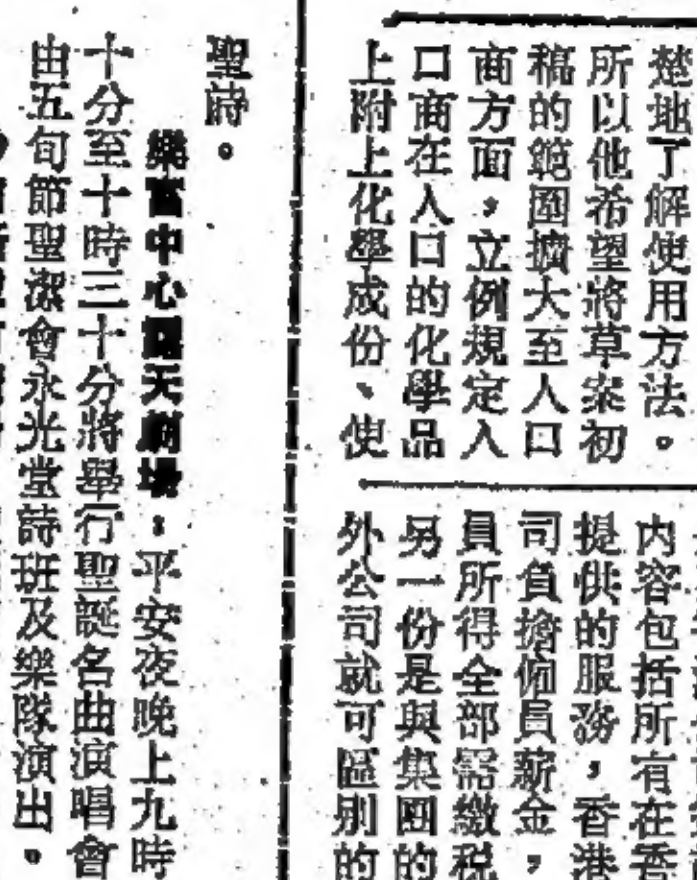 楚地了解使用方法。
所以他希望將草案初
稿的範圍擴大至入口
商方面，立例規定入
口商在入口的化學品
上附上化學成份、使
内容包括所有在香
提供的服務，香港
司負擔僱員薪金，
員所得全部需繳税
另一份是與集團的
外公司就可區别的
聖詩。
樂富中心露天劇場：平安夜晚上九時
十分至十時三十分將舉行聖誕名曲演唱會
由五旬節聖潔會永光堂詩班及樂隊演出。